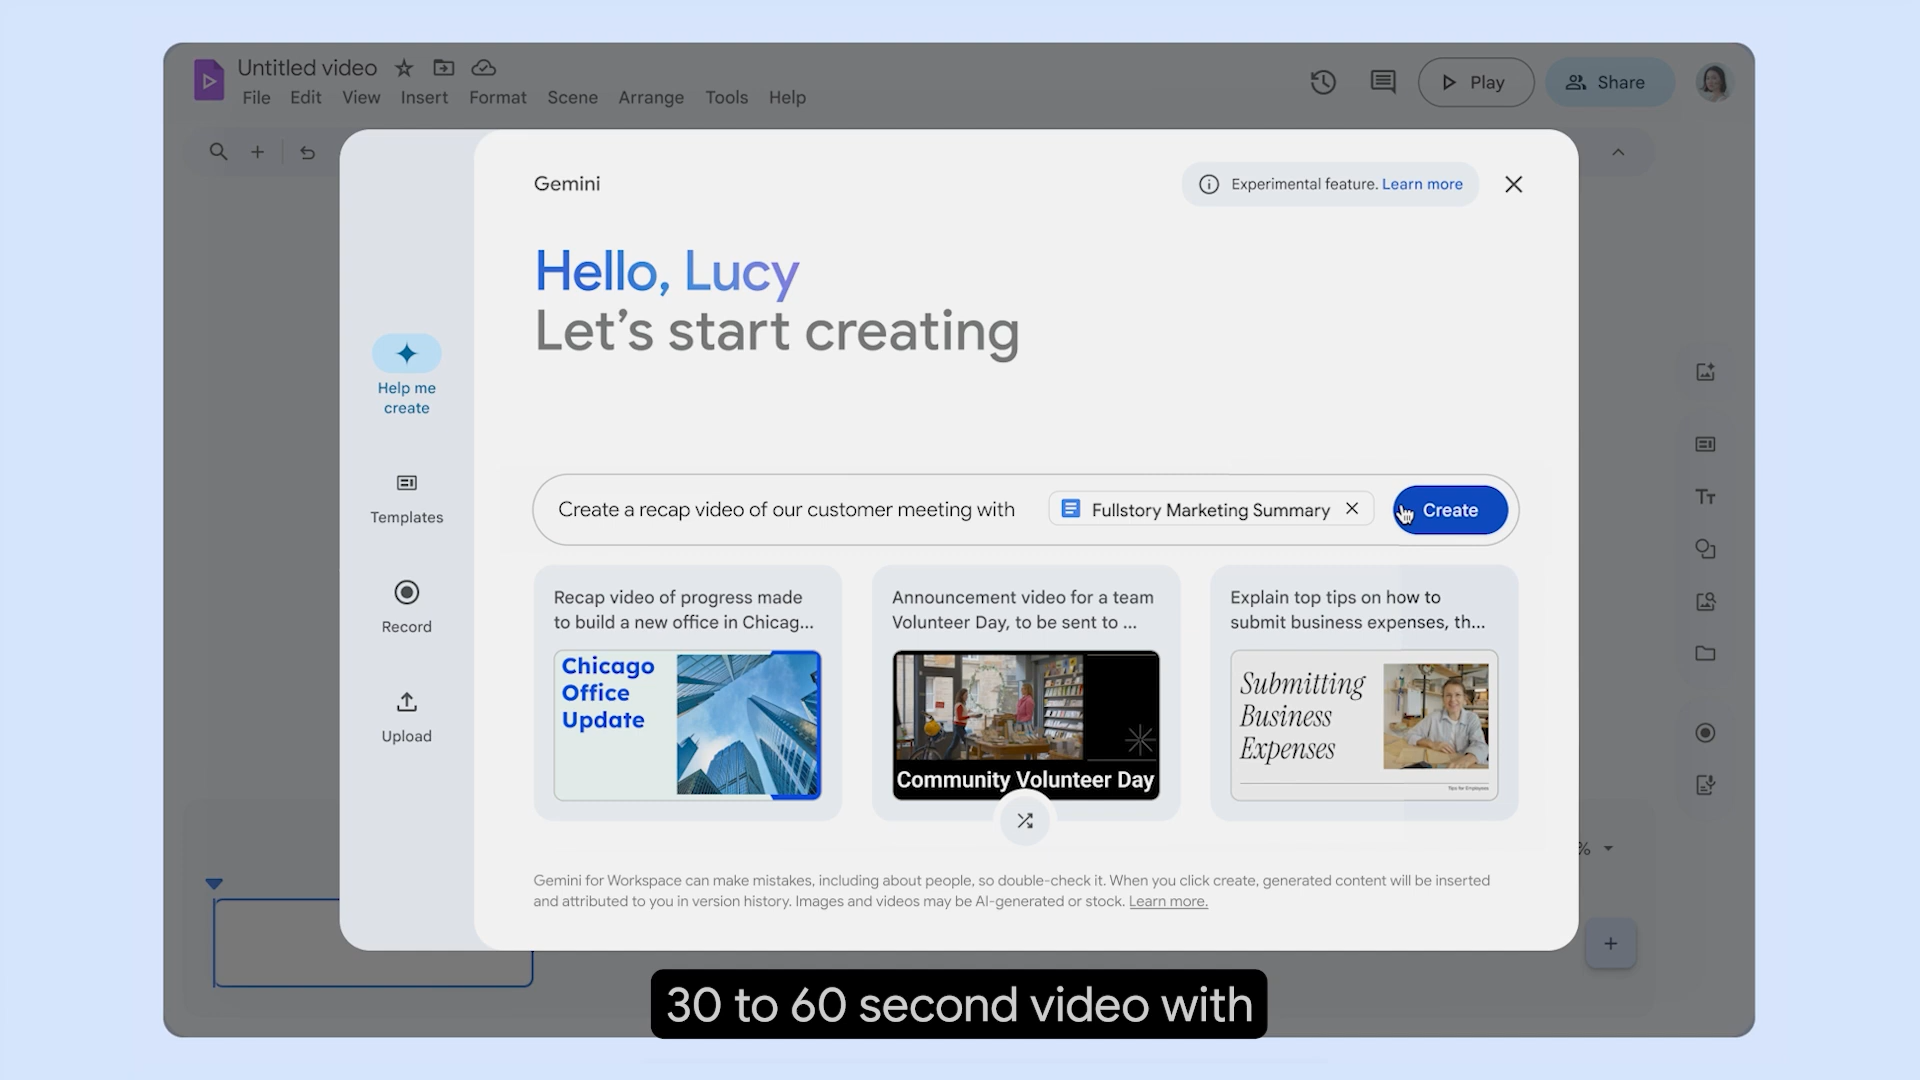 Untitled video
File Edit View Insert Format Scene Arrange Tools Help
Play
Share
Gemini
Experimental feature. Learn more
Hello, Lucy
Let's start creating
Help me
create
Templates
Record
Upload
Create a recap video of our customer meeting with
Fullstory Marketing Summary
Create
Recap video of progress made
to build a new office in Chicag...
Chicago
Office
Update
Announcement video for a team
Volunteer Day, to be sent to ...
Community Volunteer Day
Explain top tips on how to
submit business expenses, th...
Submitting
Business
Expenses
Tips for Employees
%
Gemini for Workspace can make mistakes, including about people, so double-check it. When you click create, generated content will be inserted
and attributed to you in version history. Images and videos may be AI-generated or stock. Learn more.
30 to 60 second video with